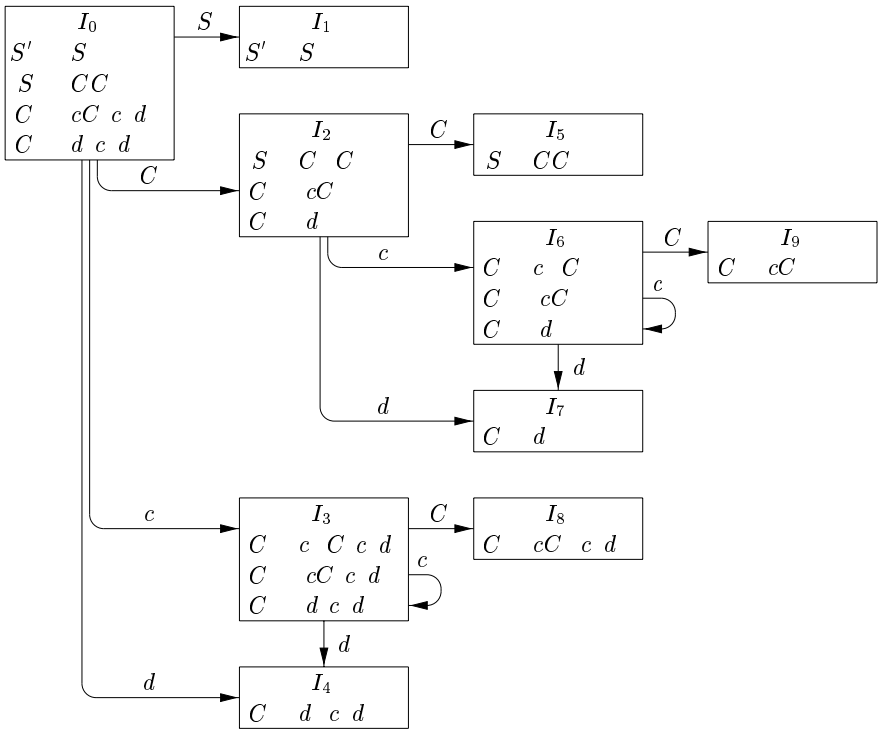 I₀
S' S
S CC
C cC c d
C d c d
S
I₁
S' S
C
I₂
S C C
C cC
C d
C
I₅
S CC
c
I₆
C c C
C cC
C d
C
I₉
C cC
c
d
d
I₇
C d
c
I₃
C c C c d
C cC c d
C d c d
C
I₈
C cC c d
c
d
d
I₄
C d c d